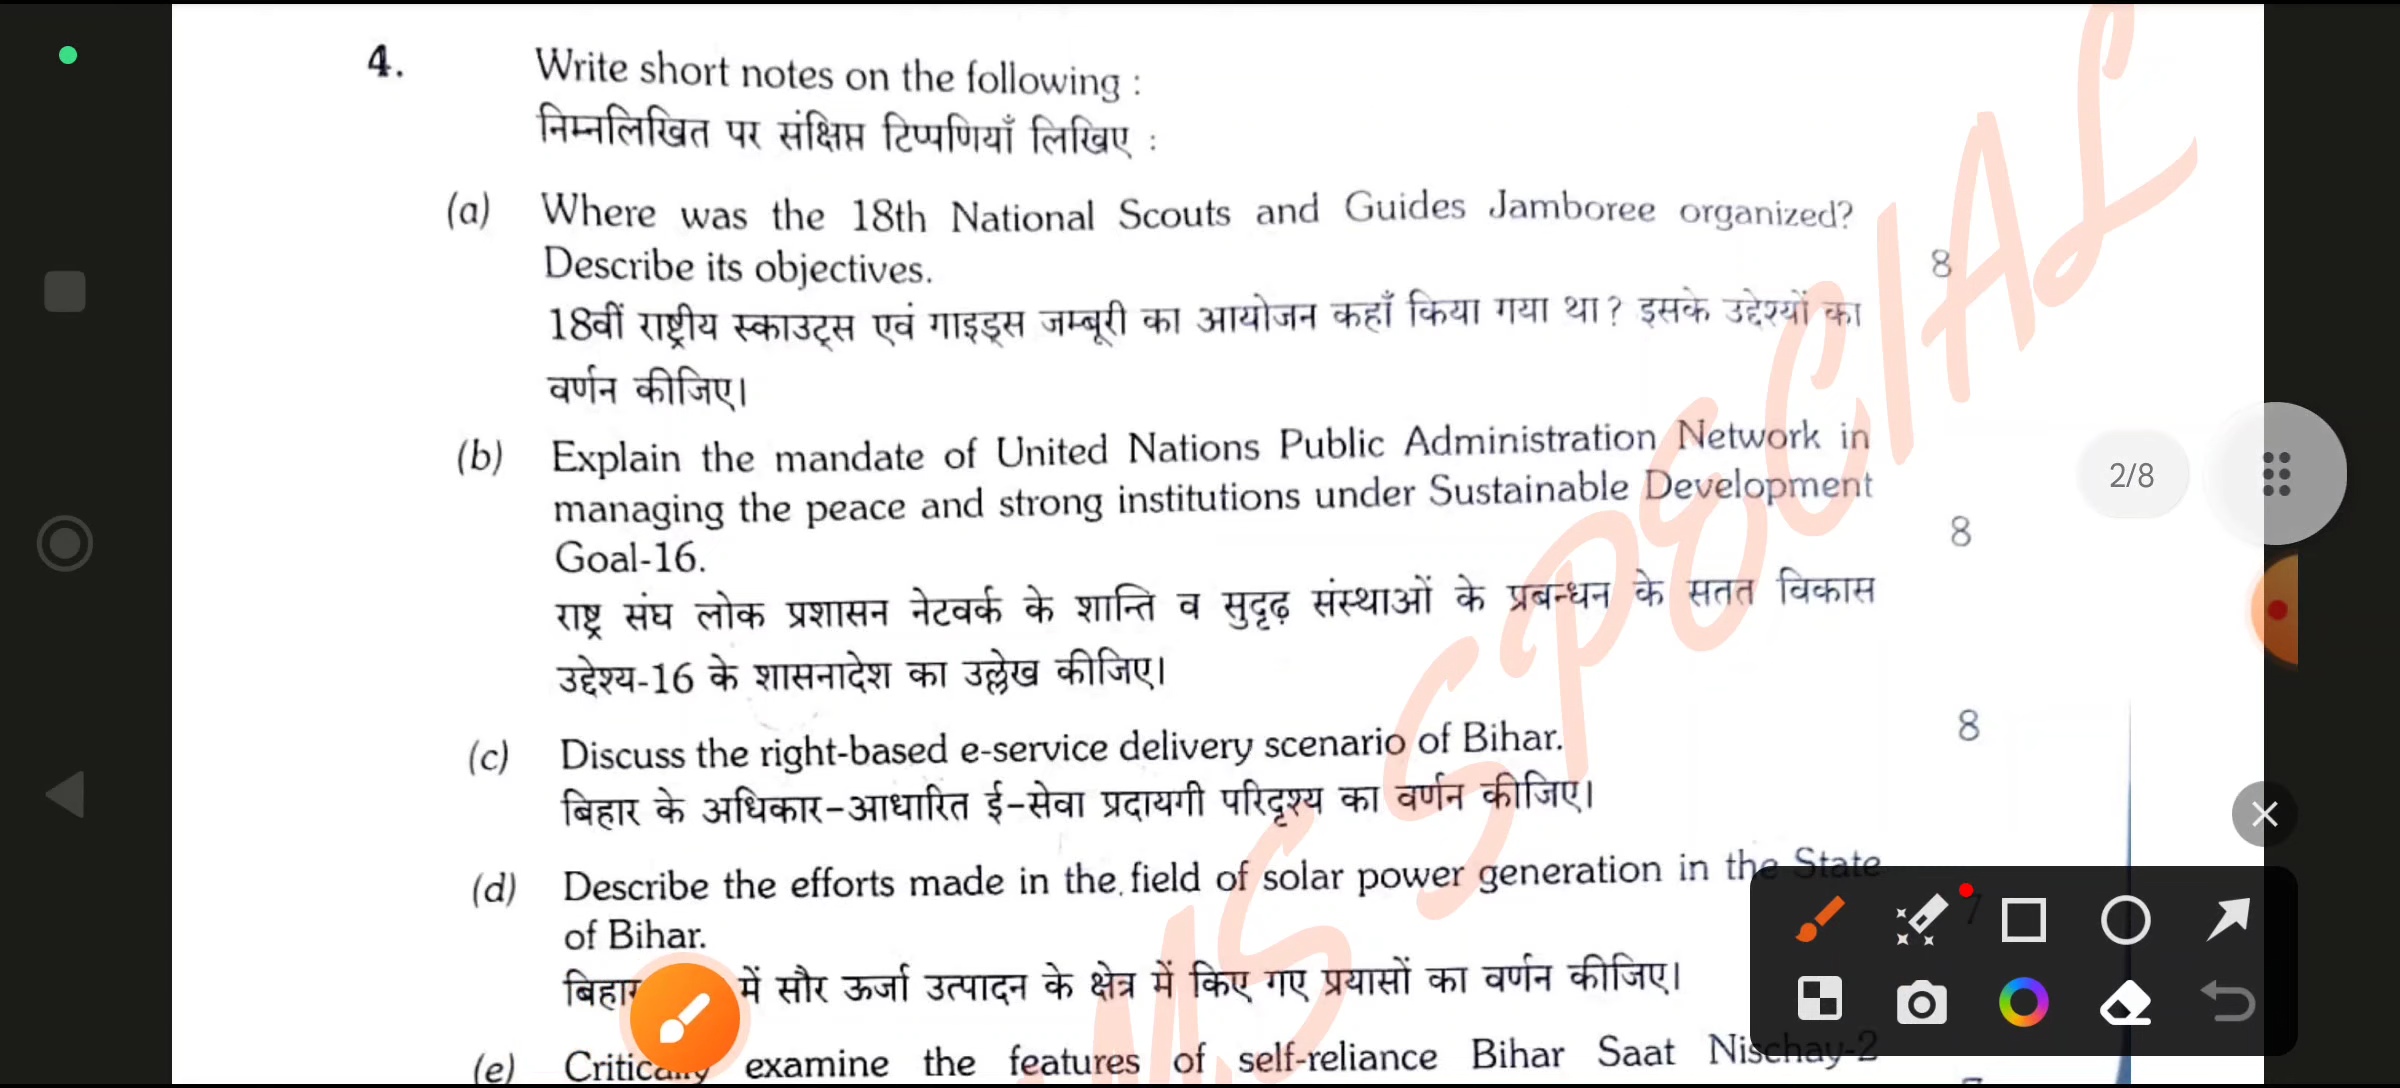 4. Write short notes on the following :
निम्नलिखित पर संक्षिप्त टिप्पणियाँ लिखिए :
(a) Where was the 18th National Scouts and Guides Jamboree organized?
Describe its objectives. 8
18वीं राष्ट्रीय स्काउट्स एवं गाइड्स जम्बूरी का आयोजन कहाँ किया गया था? इसके उद्देश्यों का
वर्णन कीजिए।
(b) Explain the mandate of United Nations Public Administration Network in
managing the peace and strong institutions under Sustainable Development
Goal-16. 8
राष्ट्र संघ लोक प्रशासन नेटवर्क के शान्ति व सुदृढ़ संस्थाओं के प्रबन्धन के सतत विकास
उद्देश्य-16 के शासनादेश का उल्लेख कीजिए।
(c) Discuss the right-based e-service delivery scenario of Bihar. 8
बिहार के अधिकार-आधारित ई-सेवा प्रदायगी परिदृश्य का वर्णन कीजिए।
(d) Describe the efforts made in the field of solar power generation in the State
of Bihar. 7
बिहार में सौर ऊर्जा उत्पादन के क्षेत्र में किए गए प्रयासों का वर्णन कीजिए।
(e) Critically examine the features of self-reliance Bihar Saat Nischay-2
MS SPECIAL
2/8